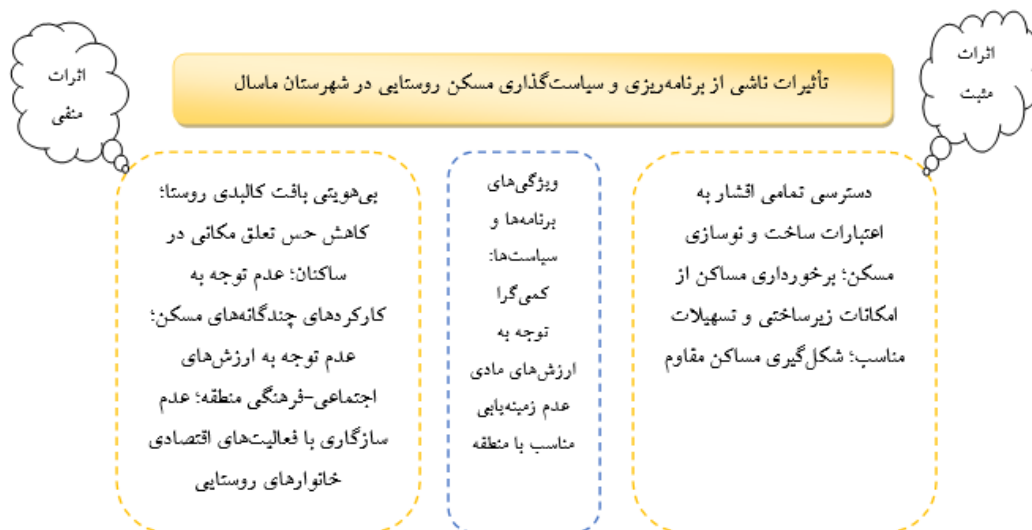 تأثیرات ناشی از برنامه‌ریزی و سیاست‌گذاری مسکن روستایی در شهرستان ماسال
اثرات
مثبت
دسترسی تمامی اقشار به
اعتبارات ساخت و نوسازی
مسکن؛ برخورداری مساکن از
امکانات زیرساختی و تسهیلات
مناسب؛ شکل‌گیری مساکن مقاوم
ویژگی‌های
برنامه‌ها و
سیاست‌ها:
کمی‌گرا
توجه به
ارزش‌های مادی
عدم زمینه‌یابی
مناسب با منطقه
اثرات
منفی
بی‌هویتی بافت کالبدی روستا؛
کاهش حس تعلق مکانی در
ساکنان؛ عدم توجه به
کارکردهای چندگانه‌های مسکن؛
عدم توجه به ارزش‌های
اجتماعی-فرهنگی منطقه؛ عدم
سازگاری با فعالیت‌های اقتصادی
خانوارهای روستایی